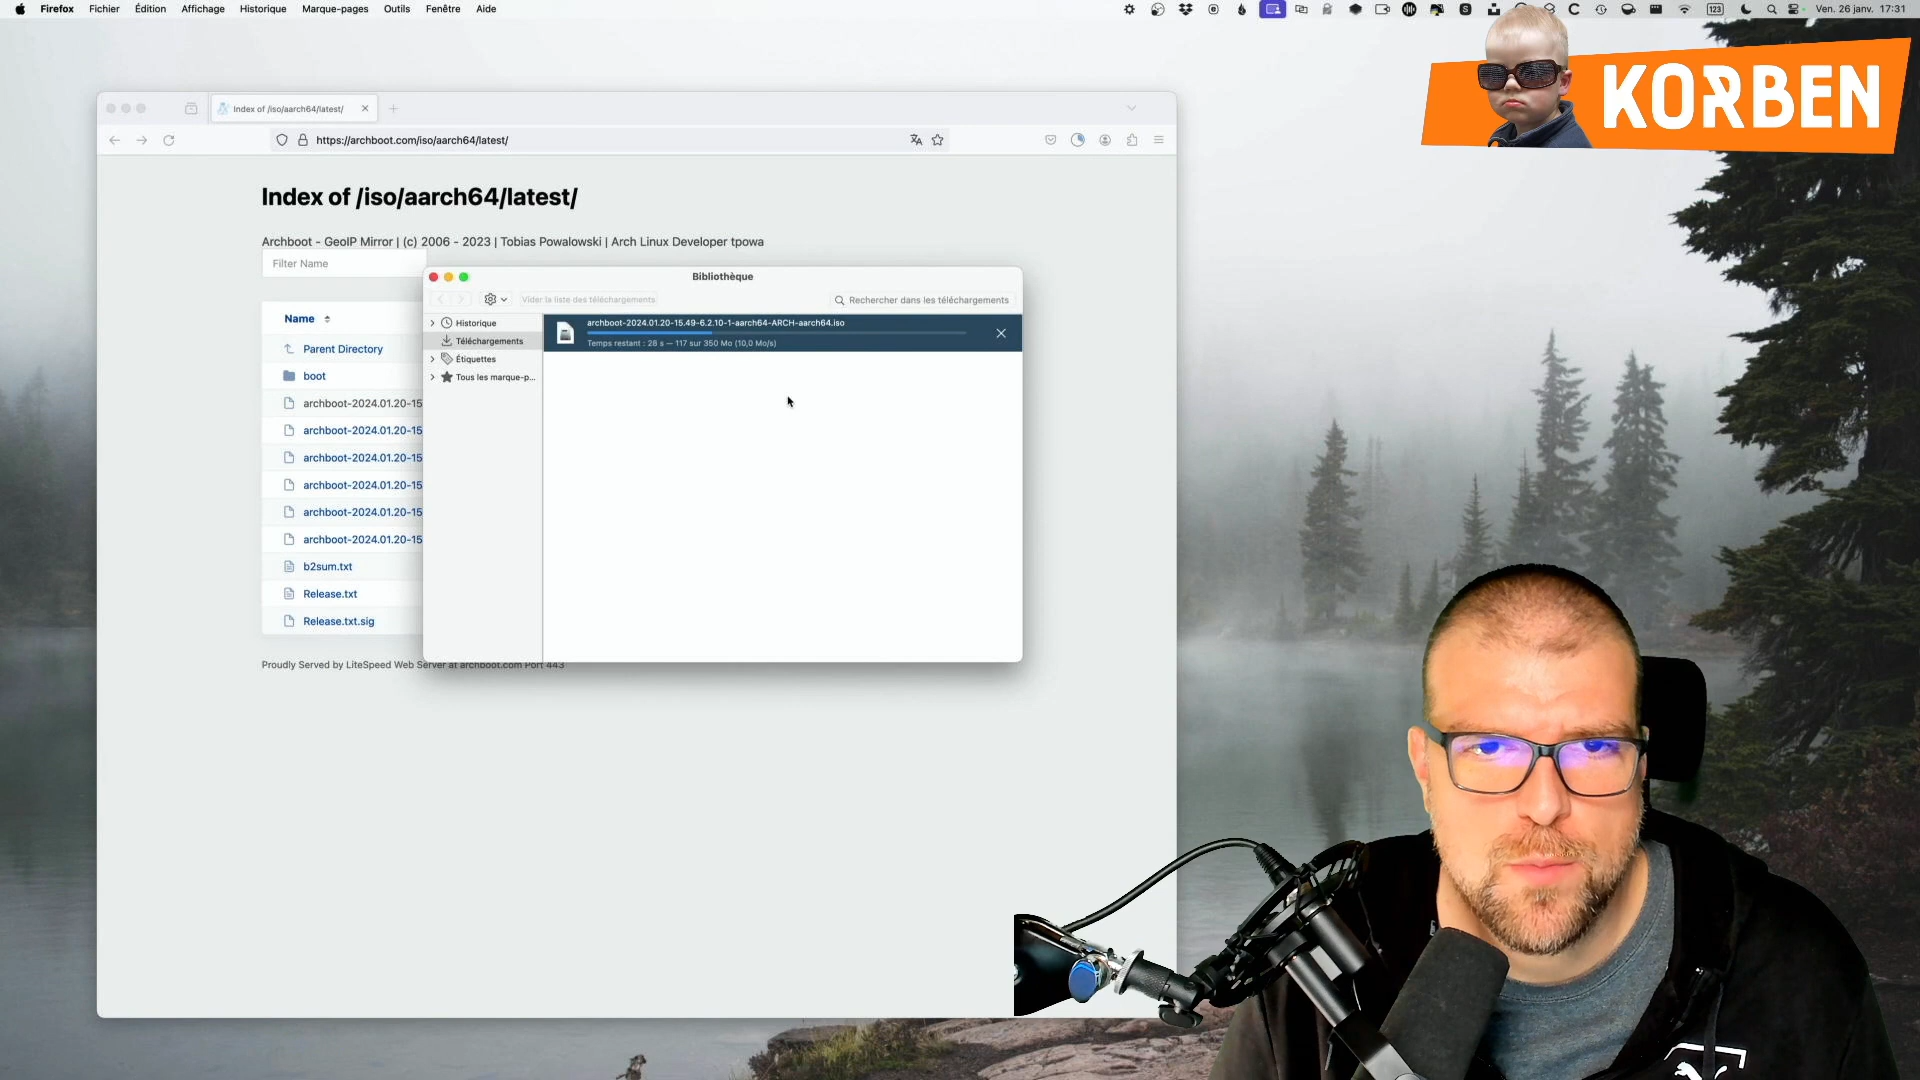 Firefox Fichier Édition Affichage Historique Marque-pages Outils Fenêtre Aide
123 Ven. 26 janv. 17:31
KORBEN
Index of /iso/aarch64/latest/
https://archboot.com/iso/aarch64/latest/
Index of /iso/aarch64/latest/
Archboot - GeoIP Mirror | (c) 2006 - 2023 | Tobias Powalowski | Arch Linux Developer tpowa
Filter Name
Name
Parent Directory
boot
archboot-2024.01.20-15
archboot-2024.01.20-15
archboot-2024.01.20-15
archboot-2024.01.20-15
archboot-2024.01.20-15
archboot-2024.01.20-15
b2sum.txt
Release.txt
Release.txt.sig
Proudly Served by LiteSpeed Web Server at archboot.com Port 443
Bibliothèque
Vider la liste des téléchargements
Rechercher dans les téléchargements
Historique
Téléchargements
Étiquettes
Tous les marque-p...
archboot-2024.01.20-15.49-6.2.10-1-aarch64-ARCH-aarch64.iso
Temps restant : 28 s — 117 sur 350 Mo (10,0 Mo/s)